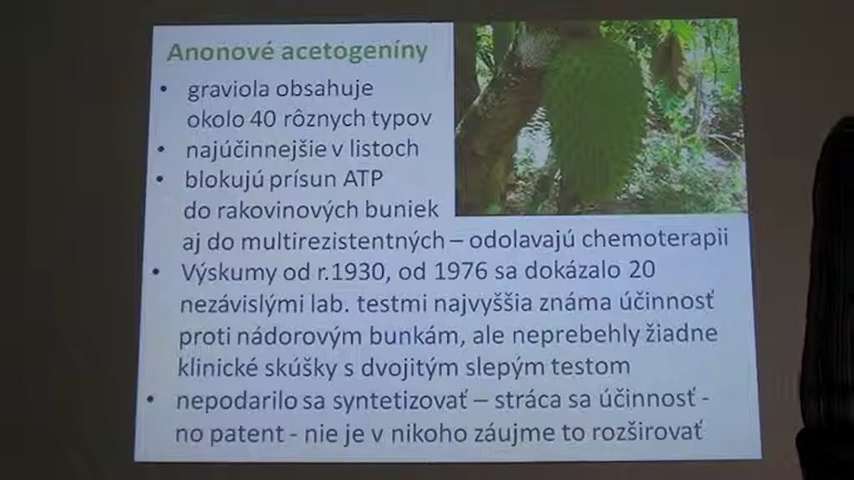 Anonové acetogeníny
• graviola obsahuje
okolo 40 rôznych typov
• najúčinnejšie v listoch
• blokujú prísun ATP
do rakovinových buniek
aj do multirezistentných – odolavajú chemoterapii
• Výskumy od r.1930, od 1976 sa dokázalo 20
nezávislými lab. testmi najvyššia známa účinnosť
proti nádorovým bunkám, ale neprebehly žiadne
klinické skúšky s dvojitým slepým testom
• nepodarilo sa syntetizovať – stráca sa účinnosť -
no patent - nie je v nikoho záujme to rozširovať